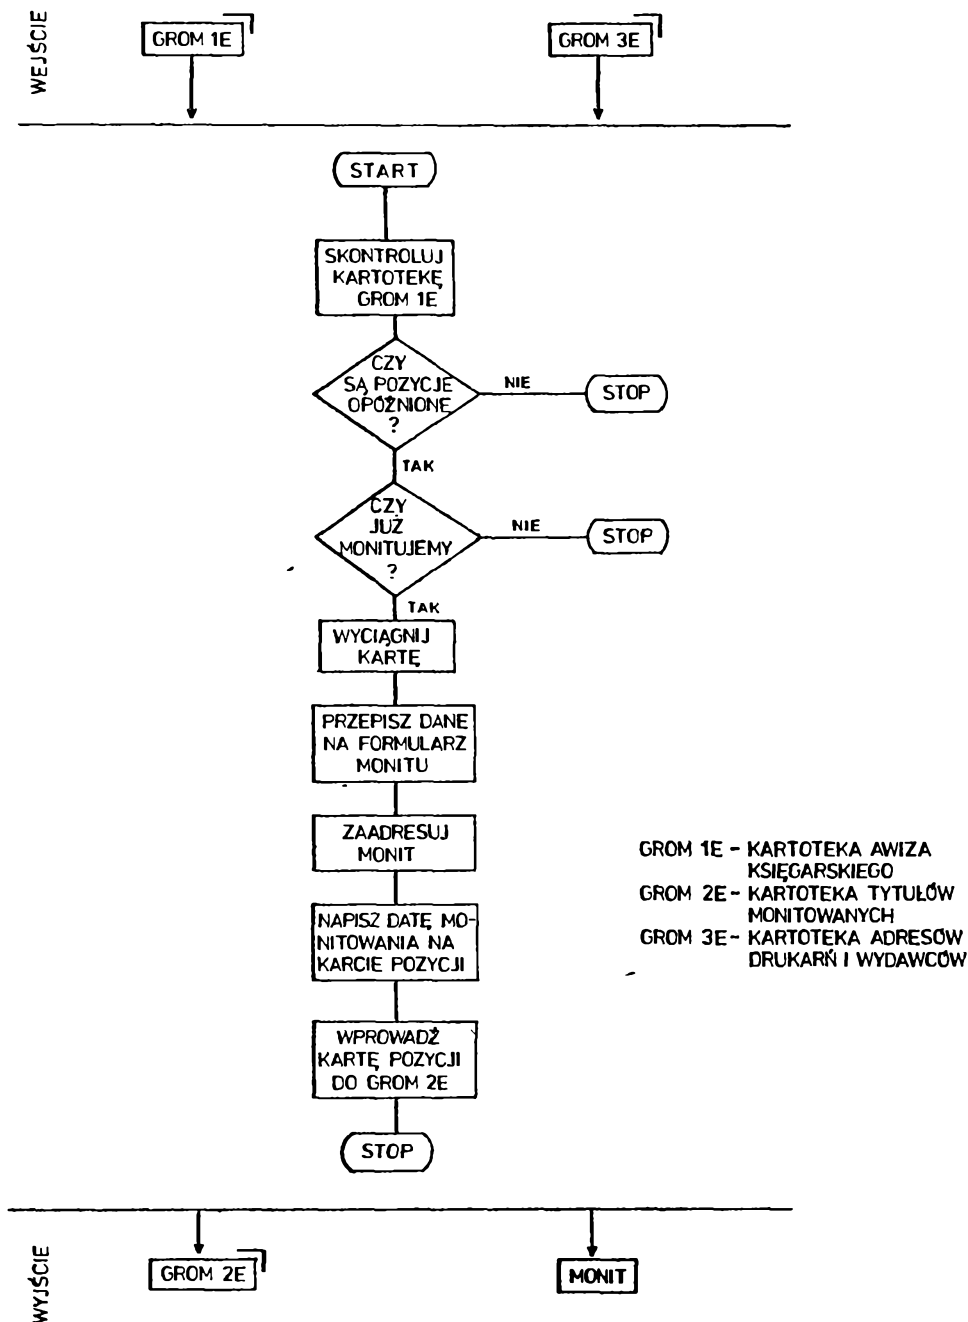 WEJŚCIE
GROM 1E
GROM 3E
START
SKONTROLUJ
KARTOTEKĘ
GROM 1E
CZY
SĄ POZYCJE
OPÓŹNIONE
?
NIE
STOP
TAK
CZY
JUŻ
MONITUJEMY
?
NIE
STOP
TAK
WYCIĄGNIJ
KARTĘ
PRZEPISZ DANE
NA FORMULARZ
MONITU
ZAADRESUJ
MONIT
NAPISZ DATĘ MO-
NITOWANIA NA
KARCIE POZYCJI
WPROWADŹ
KARTĘ POZYCJI
DO GROM 2E
STOP
GROM 1E - KARTOTEKA AWIZA
KSIĘGARSKIEGO
GROM 2E - KARTOTEKA TYTUŁÓW
MONITOWANYCH
GROM 3E - KARTOTEKA ADRESÓW
DRUKARŃ I WYDAWCÓW
WYJŚCIE
GROM 2E
MONIT